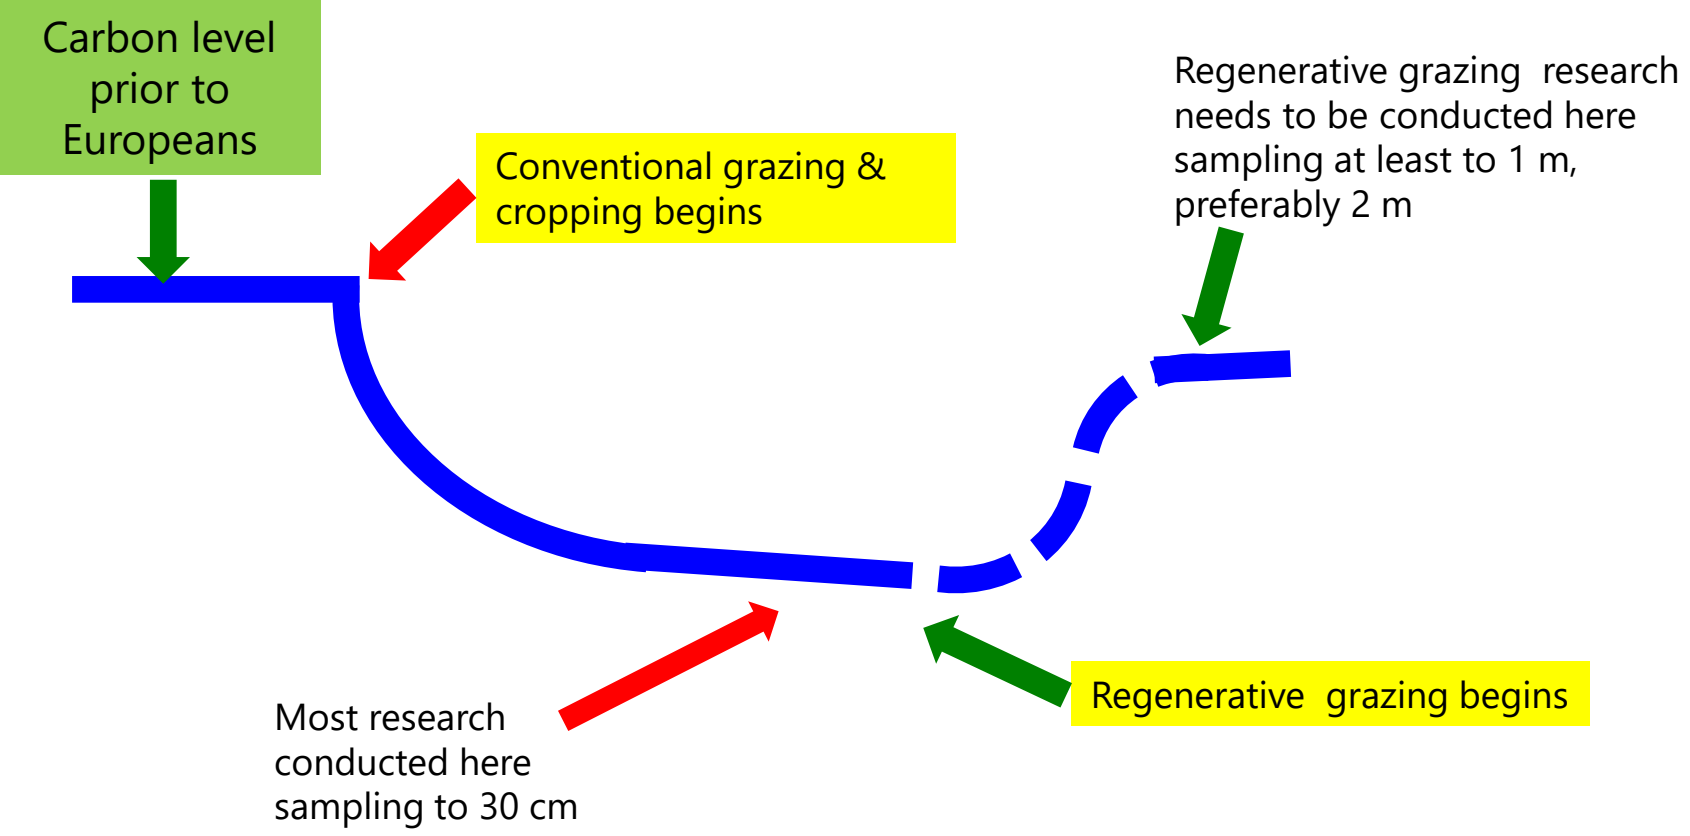 Carbon level
prior to
Europeans
Conventional grazing &
cropping begins
Regenerative grazing  research
needs to be conducted here
sampling at least to 1 m,
preferably 2 m
Most research
conducted here
sampling to 30 cm
Regenerative  grazing begins